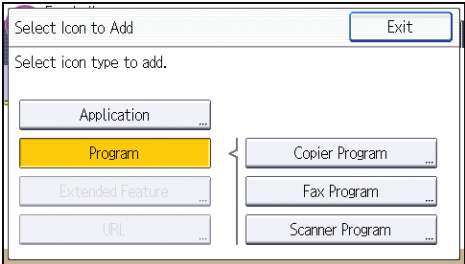 Select Icon to Add
Exit
Select icon type to add.
Application
Program
Copier Program
Extended Feature
Fax Program
URL
Scanner Program